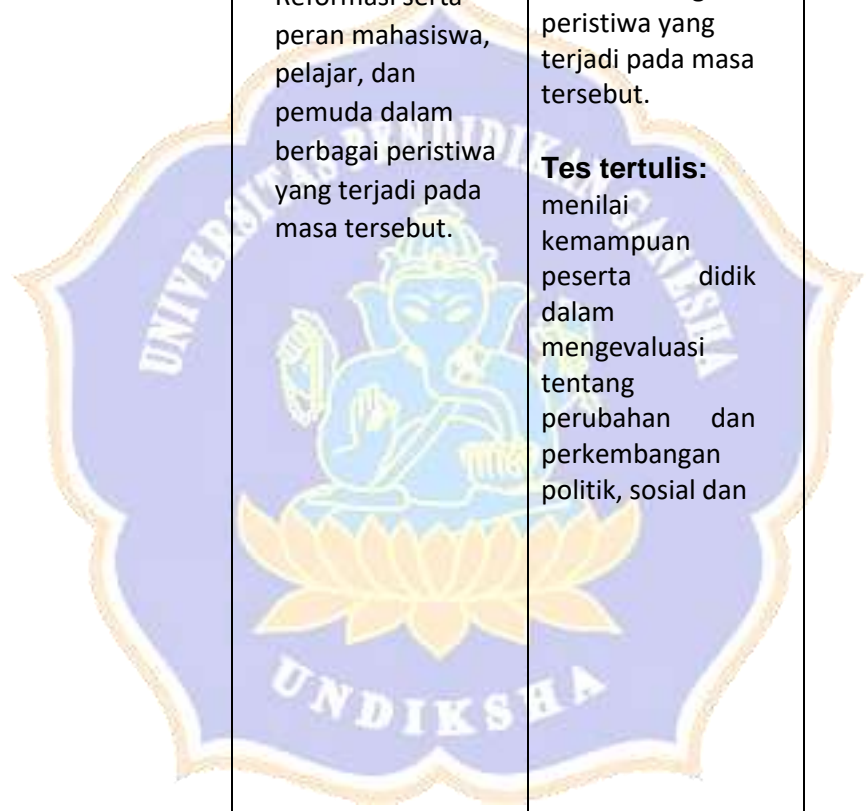 Reformasi serta
peran mahasiswa,
pelajar, dan
pemuda dalam
berbagai peristiwa
yang terjadi pada
masa tersebut.
peristiwa yang
terjadi pada masa
tersebut.
Tes tertulis:
menilai
kemampuan
peserta didik
dalam
mengevaluasi
tentang
perubahan dan
perkembangan
politik, sosial dan
UNIVERSITAS PENDIDIKAN GANESHA
UNDIKSHA